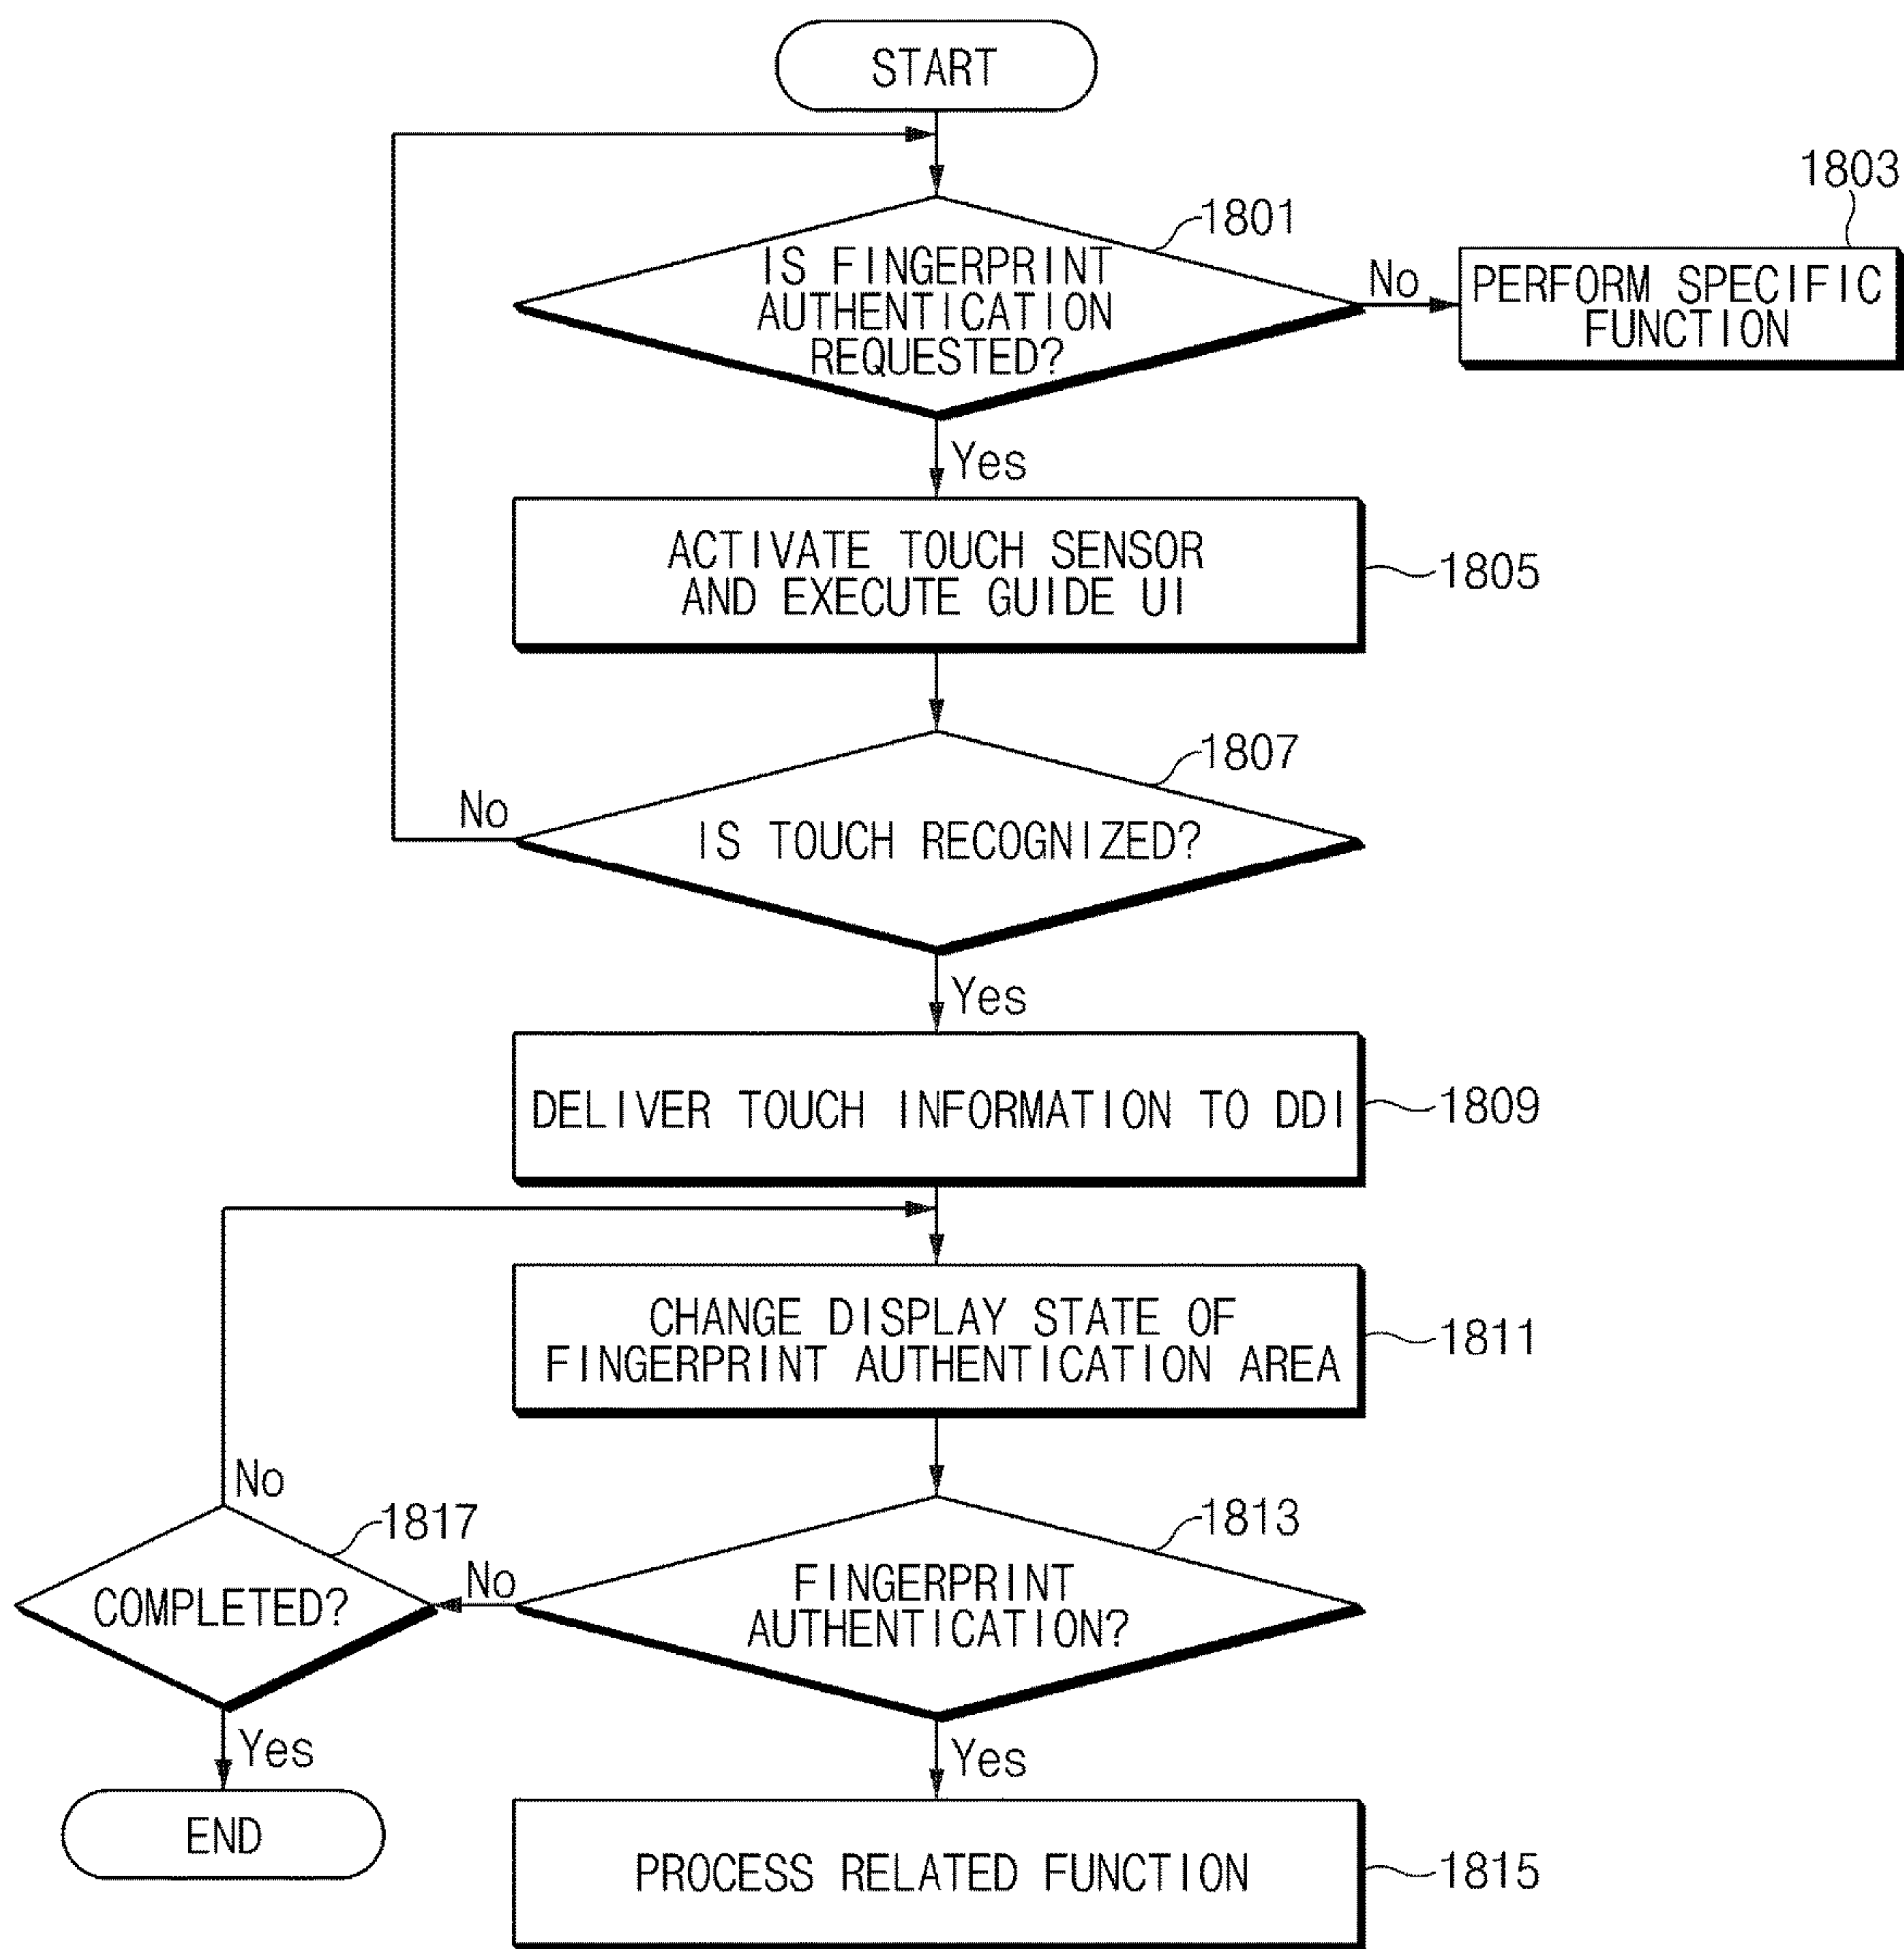 START
1801
1803
IS FINGERPRINT
AUTHENTICATION
REQUESTED?
No
PERFORM SPECIFIC
FUNCTION
Yes
ACTIVATE TOUCH SENSOR
AND EXECUTE GUIDE UI
1805
1807
No
IS TOUCH RECOGNIZED?
Yes
DELIVER TOUCH INFORMATION TO DDI
1809
CHANGE DISPLAY STATE OF
FINGERPRINT AUTHENTICATION AREA
1811
No
1817
1813
COMPLETED?
No
FINGERPRINT
AUTHENTICATION?
Yes
Yes
END
PROCESS RELATED FUNCTION
1815